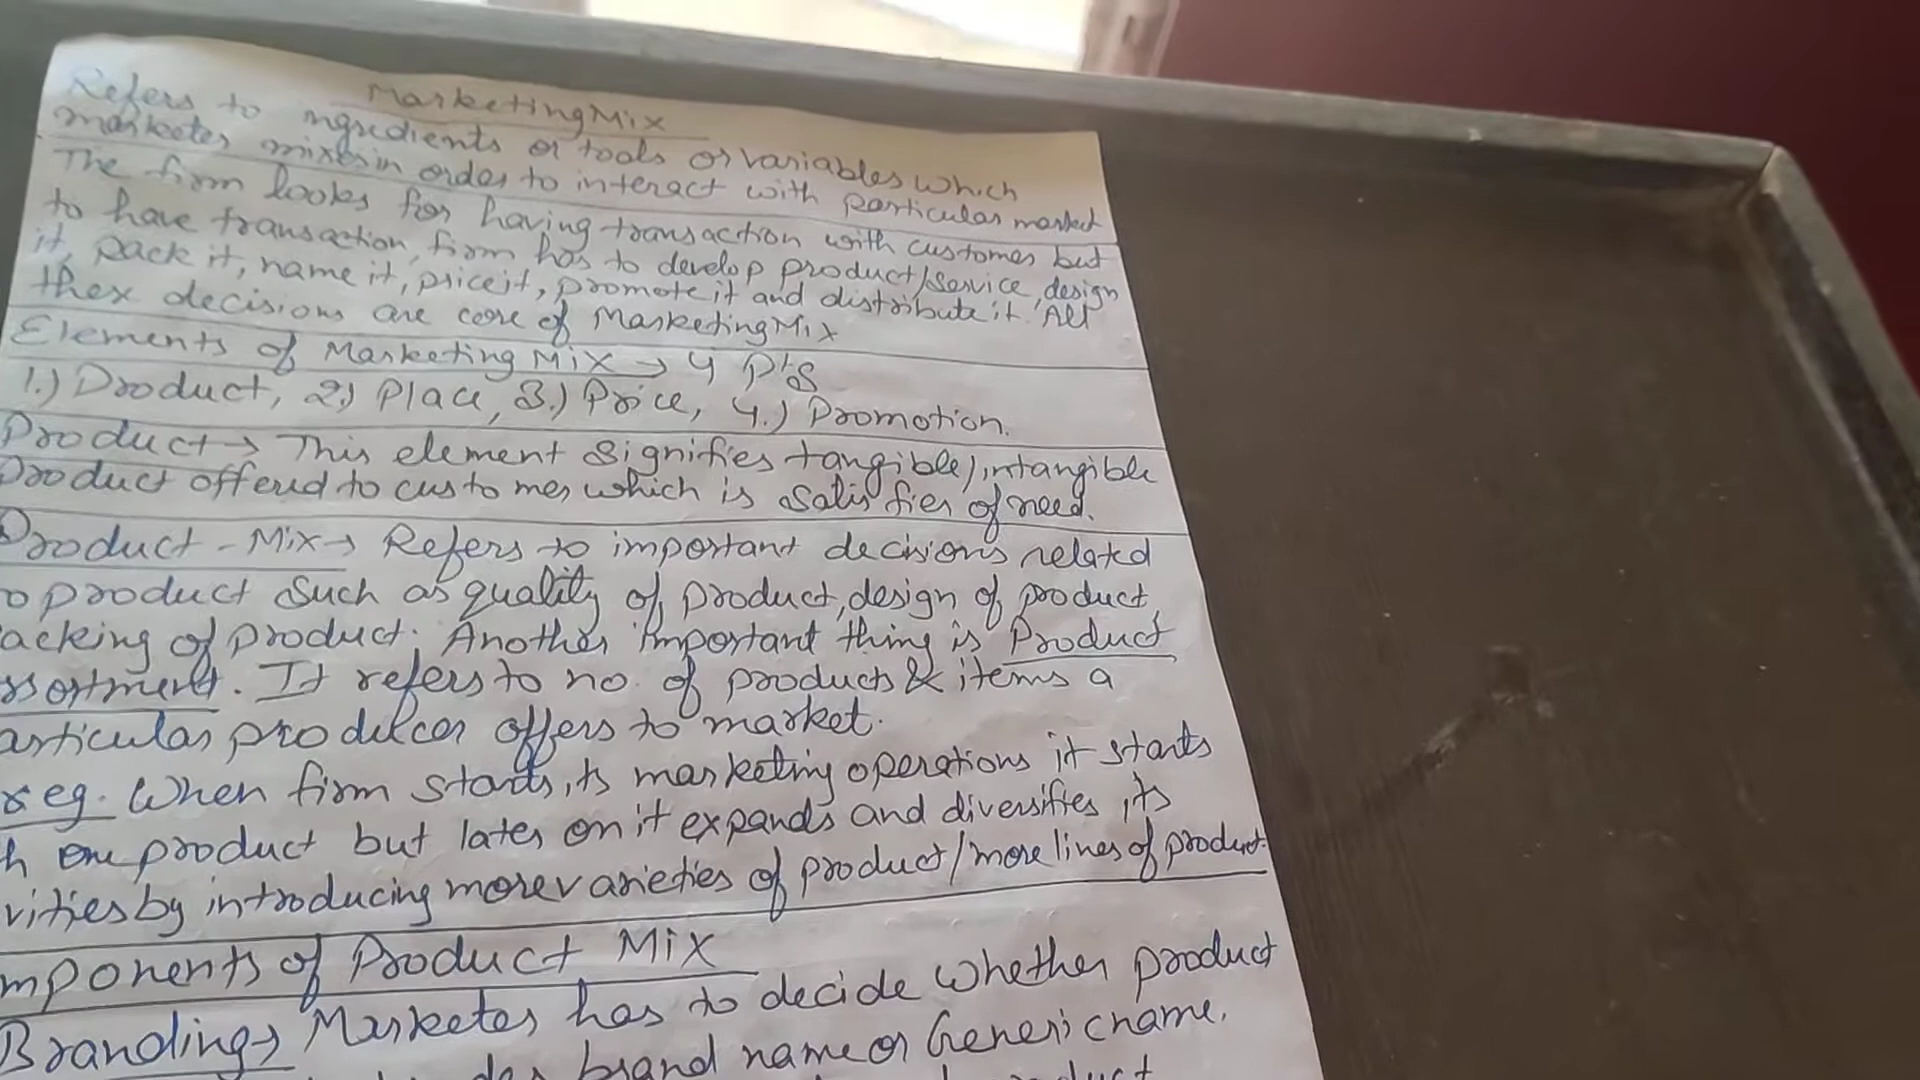 Marketing Mix
Refers to ingredients or tools or variables which
marketer mixes in order to interact with particular market
The firm looks for having transaction with customer but
to have transaction, firm has to develop product/service, design
it, pack it, name it, price it, promote it and distribute it. All
these decisions are core of Marketing Mix
Elements of Marketing Mix → 4 P's
1.) Product, 2.) Place, 3.) Price, 4.) Promotion.
Product → This element signifies tangible/intangible
Product offered to customer which is satisfier of need.
Product - Mix → Refers to important decisions related
o product such as quality of product, design of product,
acking of product. Another important thing is Product
ssortment. It refers to no. of products & items a
articular producer offers to market.
r eg. When firm starts its marketing operations it starts
h one product but later on it expands and diversifies its
vities by introducing more varieties of product/more lines of product.
mponents of Product Mix
Branding → Marketer has to decide whether product
brand name or Generic name.